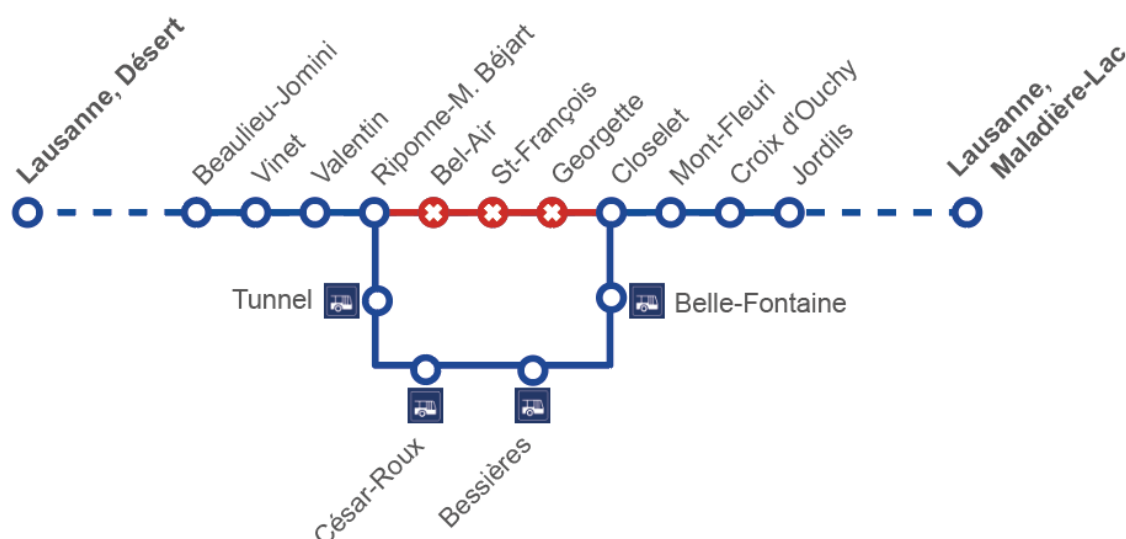 Lausanne, Désert
Beaulieu-Jomini
Vinet
Valentin
Riponne-M. Béjart
Bel-Air
St-François
Georgette
Closelet
Mont-Fleuri
Croix d'Ouchy
Jordils
Lausanne,
Maladière-Lac
Tunnel
Belle-Fontaine
César-Roux
Bessières